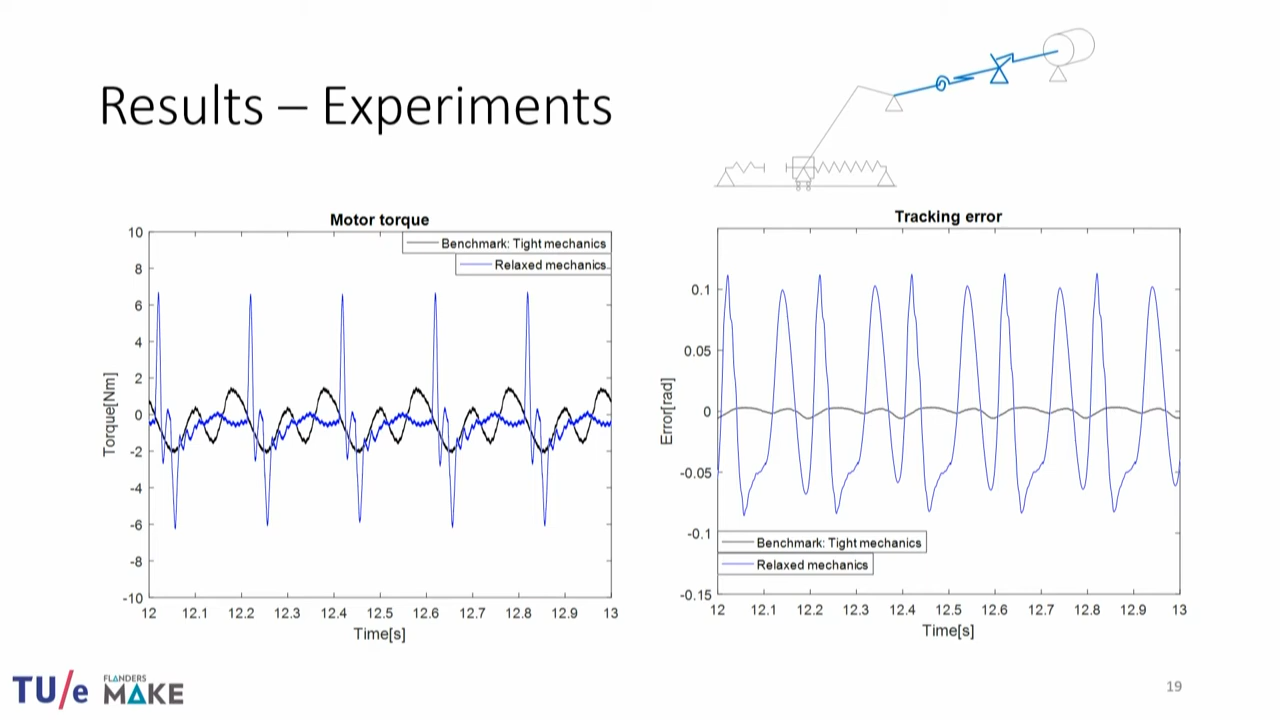 Results – Experiments
Motor torque
10
8
6
4
2
0
-2
-4
-6
-8
-10
Torque[Nm]
Benchmark: Tight mechanics
Relaxed mechanics
12 12.1 12.2 12.3 12.4 12.5 12.6 12.7 12.8 12.9 13
Time[s]
Tracking error
0.1
0.05
0
-0.05
-0.1
-0.15
Error[rad]
Benchmark: Tight mechanics
Relaxed mechanics
12 12.1 12.2 12.3 12.4 12.5 12.6 12.7 12.8 12.9 13
Time[s]
TU/e FLANDERS
MAKE
19